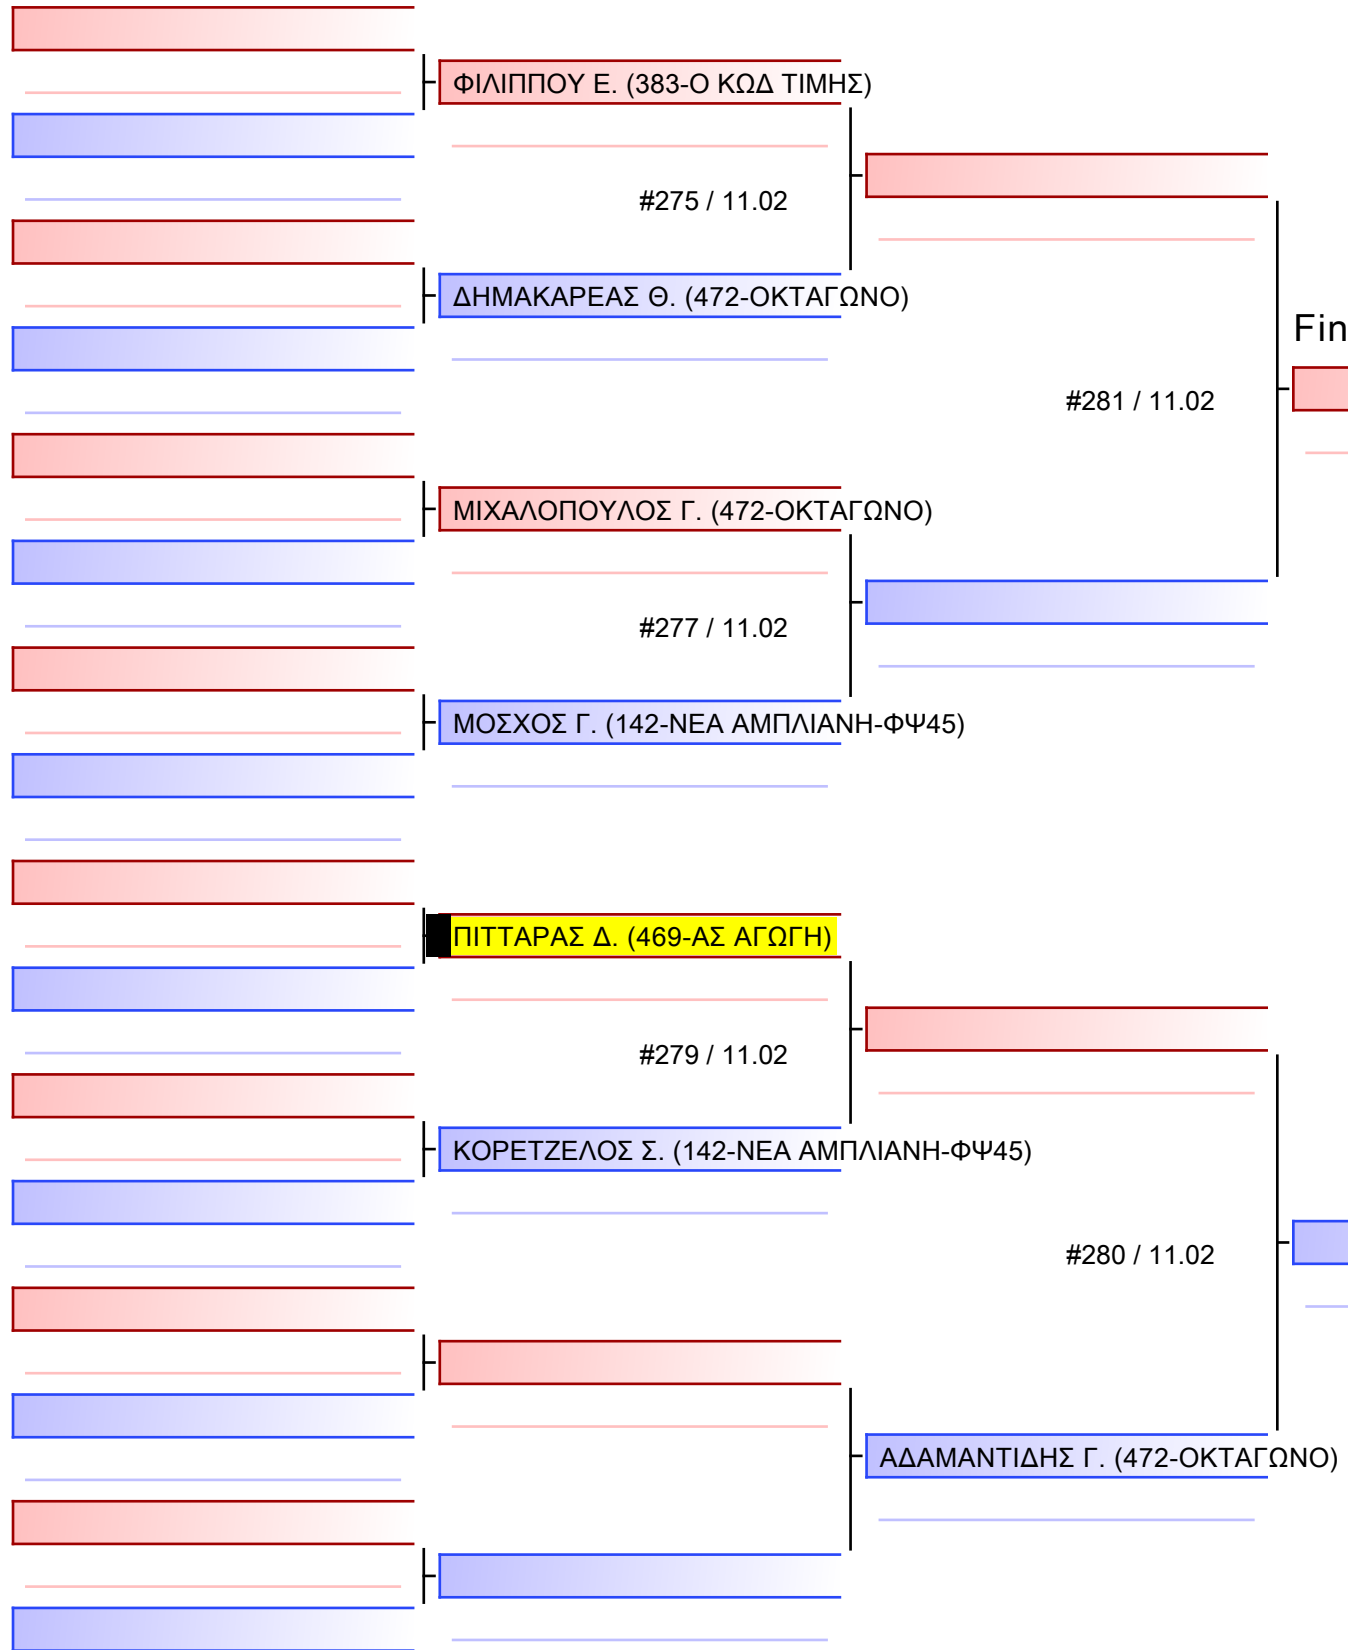 ΦΙΛΙΠΠΟΥ Ε. (383-Ο ΚΩΔ ΤΙΜΗΣ)
#275 / 11.02
ΔΗΜΑΚΑΡΕΑΣ Θ. (472-ΟΚΤΑΓΩΝΟ)
Fin
#281 / 11.02
ΜΙΧΑΛΟΠΟΥΛΟΣ Γ. (472-ΟΚΤΑΓΩΝΟ)
#277 / 11.02
ΜΟΣΧΟΣ Γ. (142-ΝΕΑ ΑΜΠΛΙΑΝΗ-ΦΨ45)
ΠΙΤΤΑΡΑΣ Δ. (469-ΑΣ ΑΓΩΓΗ)
#279 / 11.02
ΚΟΡΕΤΖΕΛΟΣ Σ. (142-ΝΕΑ ΑΜΠΛΙΑΝΗ-ΦΨ45)
#280 / 11.02
ΑΔΑΜΑΝΤΙΔΗΣ Γ. (472-ΟΚΤΑΓΩΝΟ)